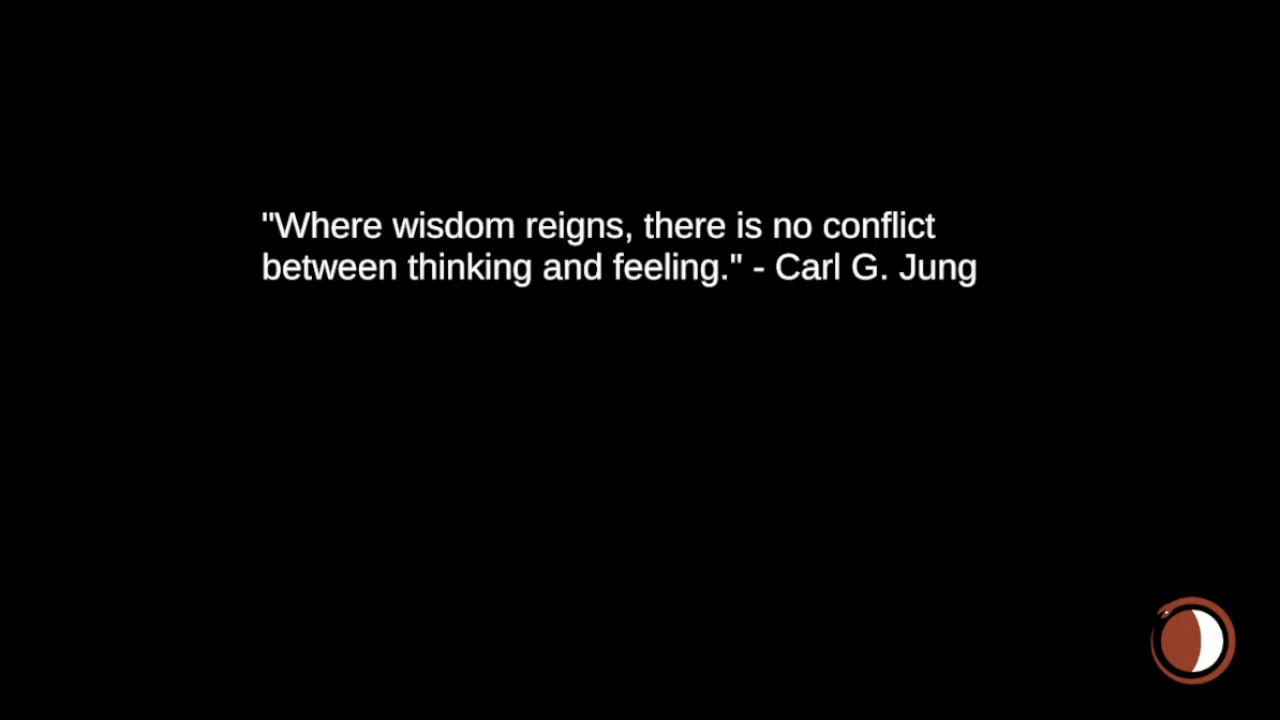 "Where wisdom reigns, there is no conflict
between thinking and feeling." - Carl G. Jung